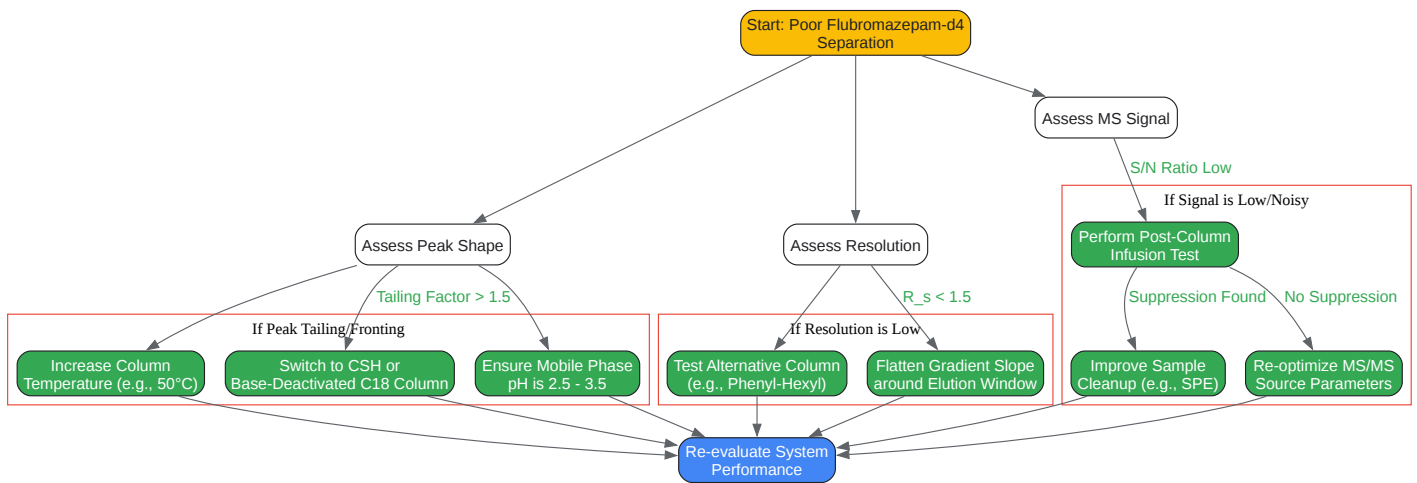 Start: Poor Flubromazepam-d4
Separation
Assess MS Signal
S/N Ratio Low
If Signal is Low/Noisy
Assess Peak Shape
Assess Resolution
Perform Post-Column
Infusion Test
Tailing Factor > 1.5
R_s < 1.5
Suppression Found
No Suppression
If Peak Tailing/Fronting
If Resolution is Low
Increase Column
Temperature (e.g., 50°C)
Switch to CSH or
Base-Deactivated C18 Column
Ensure Mobile Phase
pH is 2.5 - 3.5
Test Alternative Column
(e.g., Phenyl-Hexyl)
Flatten Gradient Slope
around Elution Window
Improve Sample
Cleanup (e.g., SPE)
Re-optimize MS/MS
Source Parameters
Re-evaluate System
Performance